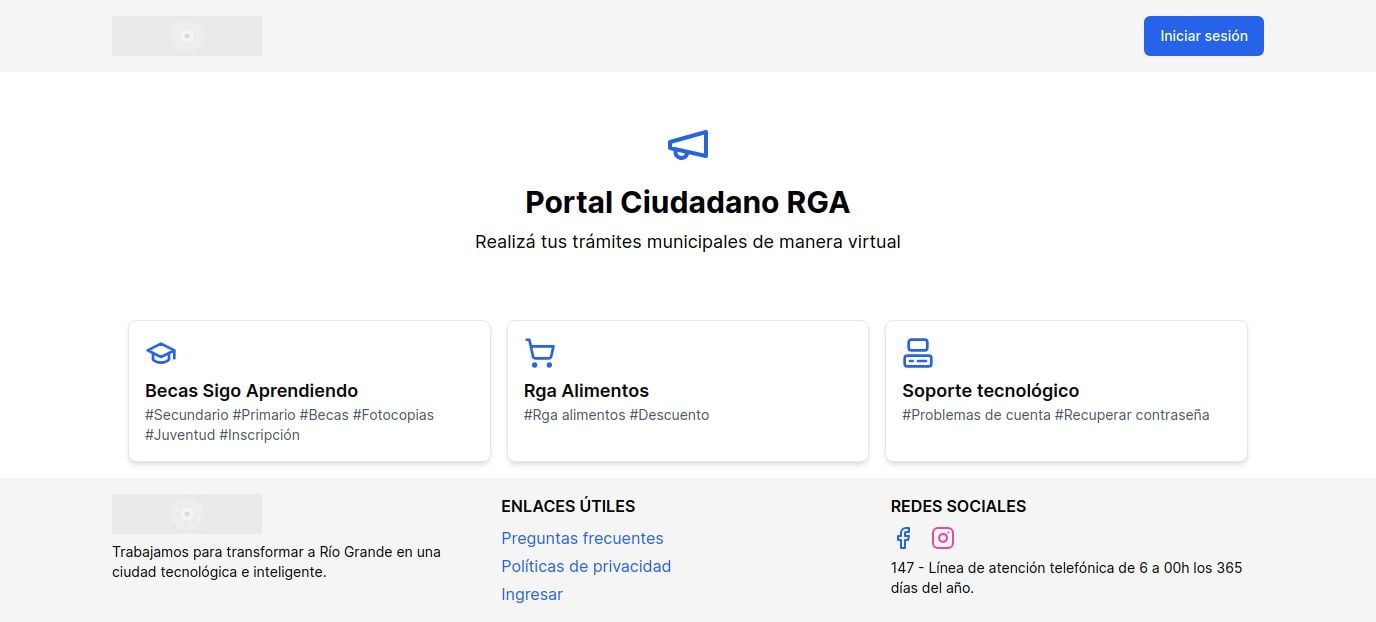 Iniciar sesión
Portal Ciudadano RGA
Realizá tus trámites municipales de manera virtual
Becas Sigo Aprendiendo
#Secundario #Primario #Becas #Fotocopias
#Juventud #Inscripción
Rga Alimentos
#Rga alimentos #Descuento
Soporte tecnológico
#Problemas de cuenta #Recuperar contraseña
Trabajamos para transformar a Río Grande en una
ciudad tecnológica e inteligente.
ENLACES ÚTILES
Preguntas frecuentes
Políticas de privacidad
Ingresar
REDES SOCIALES
147 - Línea de atención telefónica de 6 a 00h los 365
días del año.